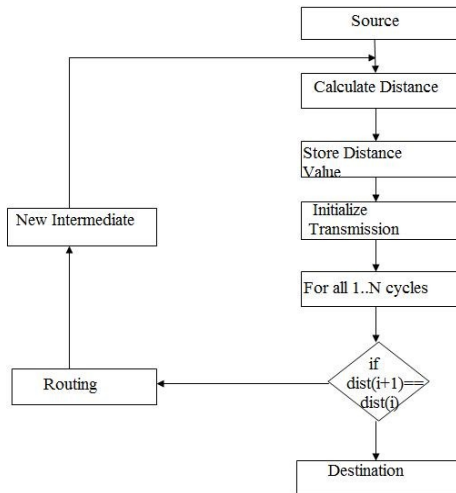 Source
Calculate Distance
Store Distance
Value
Initialize
Transmission
New Intermediate
For all 1..N cycles
if
dist(i+1)==
dist(i)
Routing
Destination